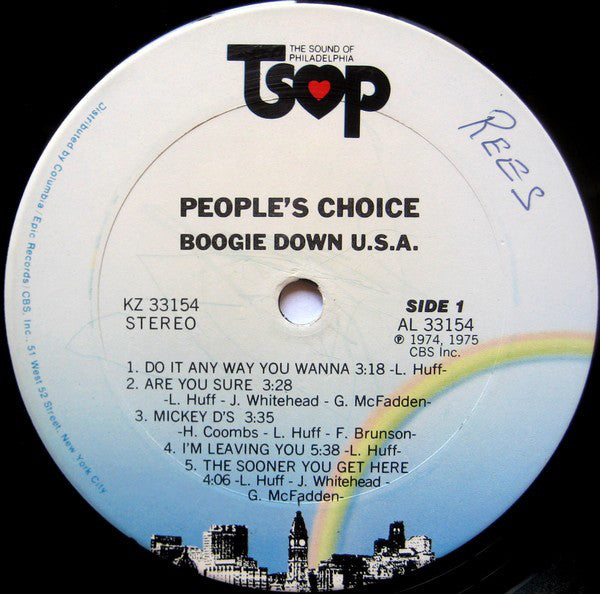 THE SOUND OF
PHILADELPHIA
TSOP
REES
PEOPLE'S CHOICE
BOOGIE DOWN U.S.A.
KZ 33154
STEREO
SIDE 1
AL 33154
℗ 1974, 1975
CBS Inc.
1. DO IT ANY WAY YOU WANNA 3:18 -L. Huff-
2. ARE YOU SURE 3:28
-L. Huff - J. Whitehead - G. McFadden-
3. MICKEY D'S 3:35
-H. Coombs - L. Huff - F. Brunson-
4. I'M LEAVING YOU 5:38 -L. Huff-
5. THE SOONER YOU GET HERE
4:06 -L. Huff - J. Whitehead -
G. McFadden-
Distributed by Columbia/Epic Records/CBS, Inc., 51 West 52 Street, New York City